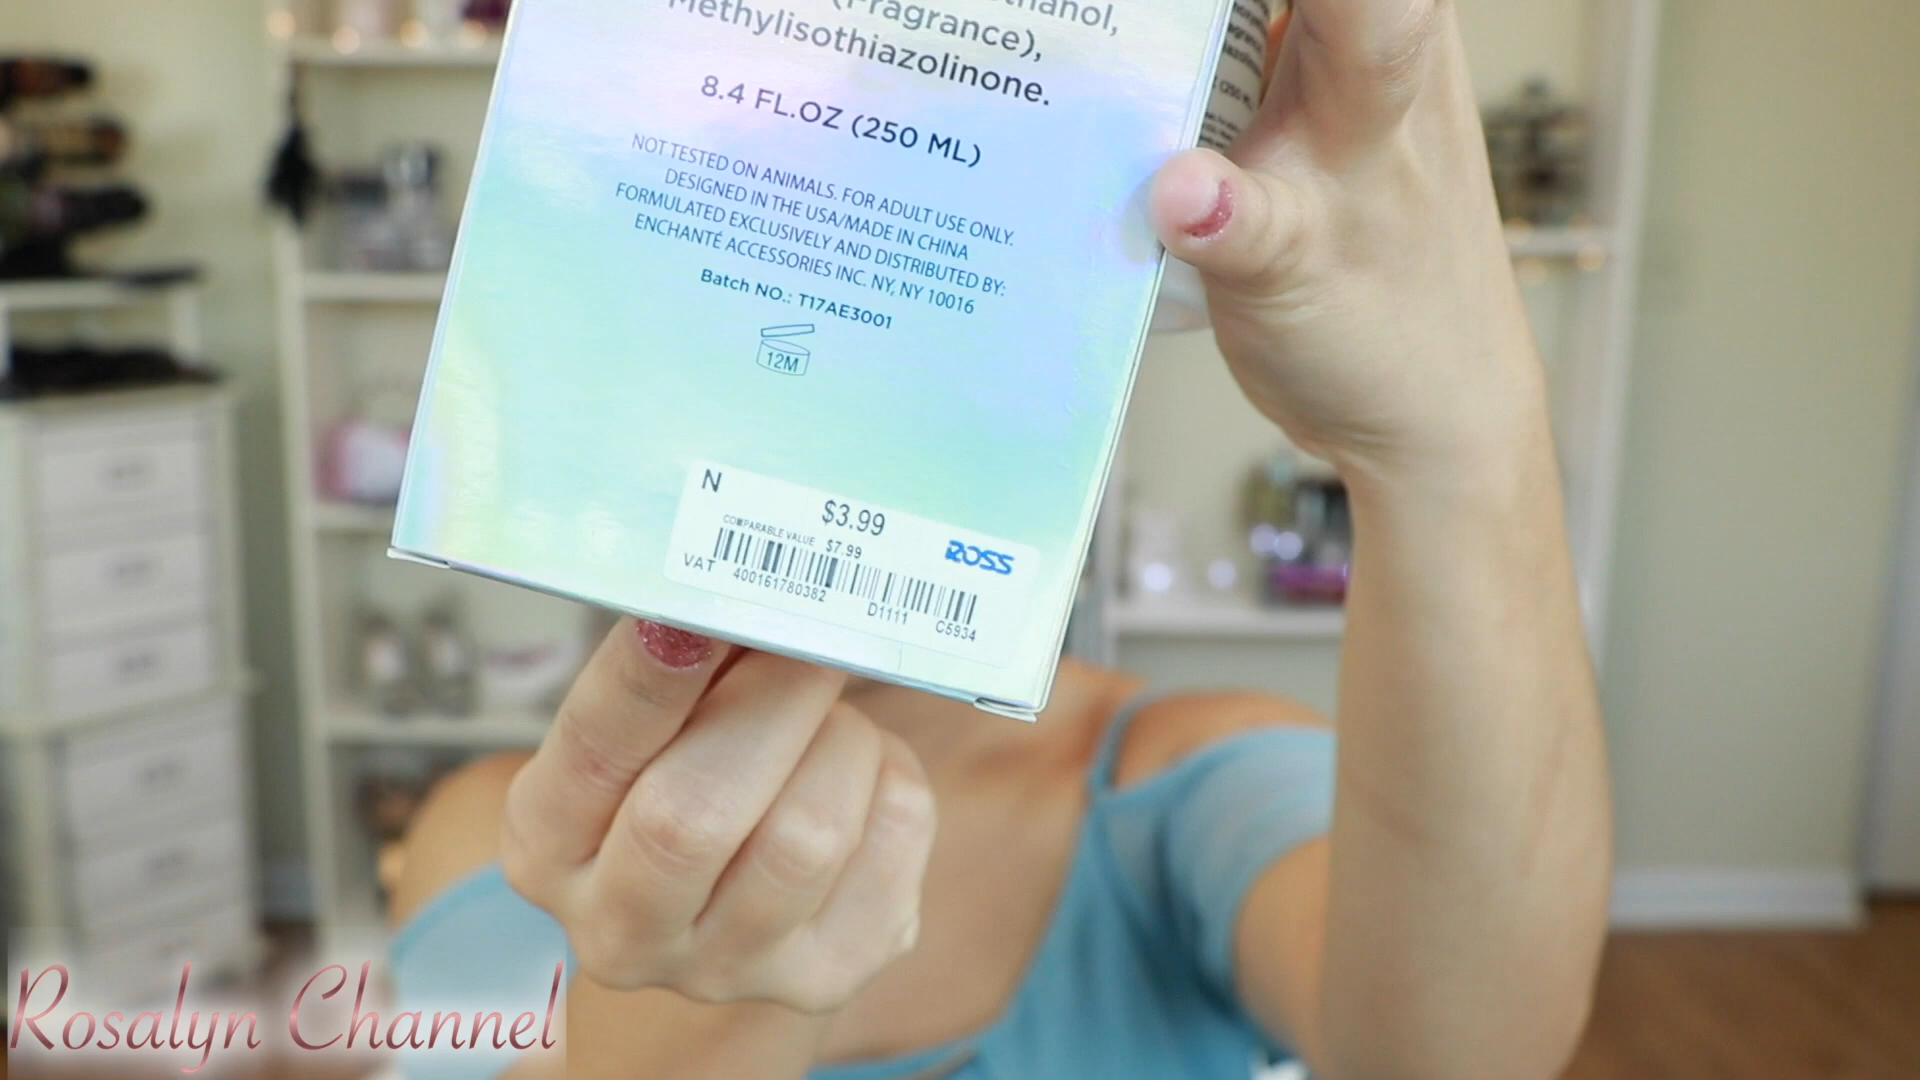 thanol,
(Fragrance),
Methylisothiazolinone.
8.4 FL.OZ (250 ML)
NOT TESTED ON ANIMALS. FOR ADULT USE ONLY.
DESIGNED IN THE USA/MADE IN CHINA
FORMULATED EXCLUSIVELY AND DISTRIBUTED BY:
ENCHANTÉ ACCESSORIES INC. NY, NY 10016
Batch NO.: T17AE3001
12M
N
$3.99
COMPARABLE VALUE $7.99
ROSS
VAT
400161780382
D1111
C5934
Rosalyn Channel